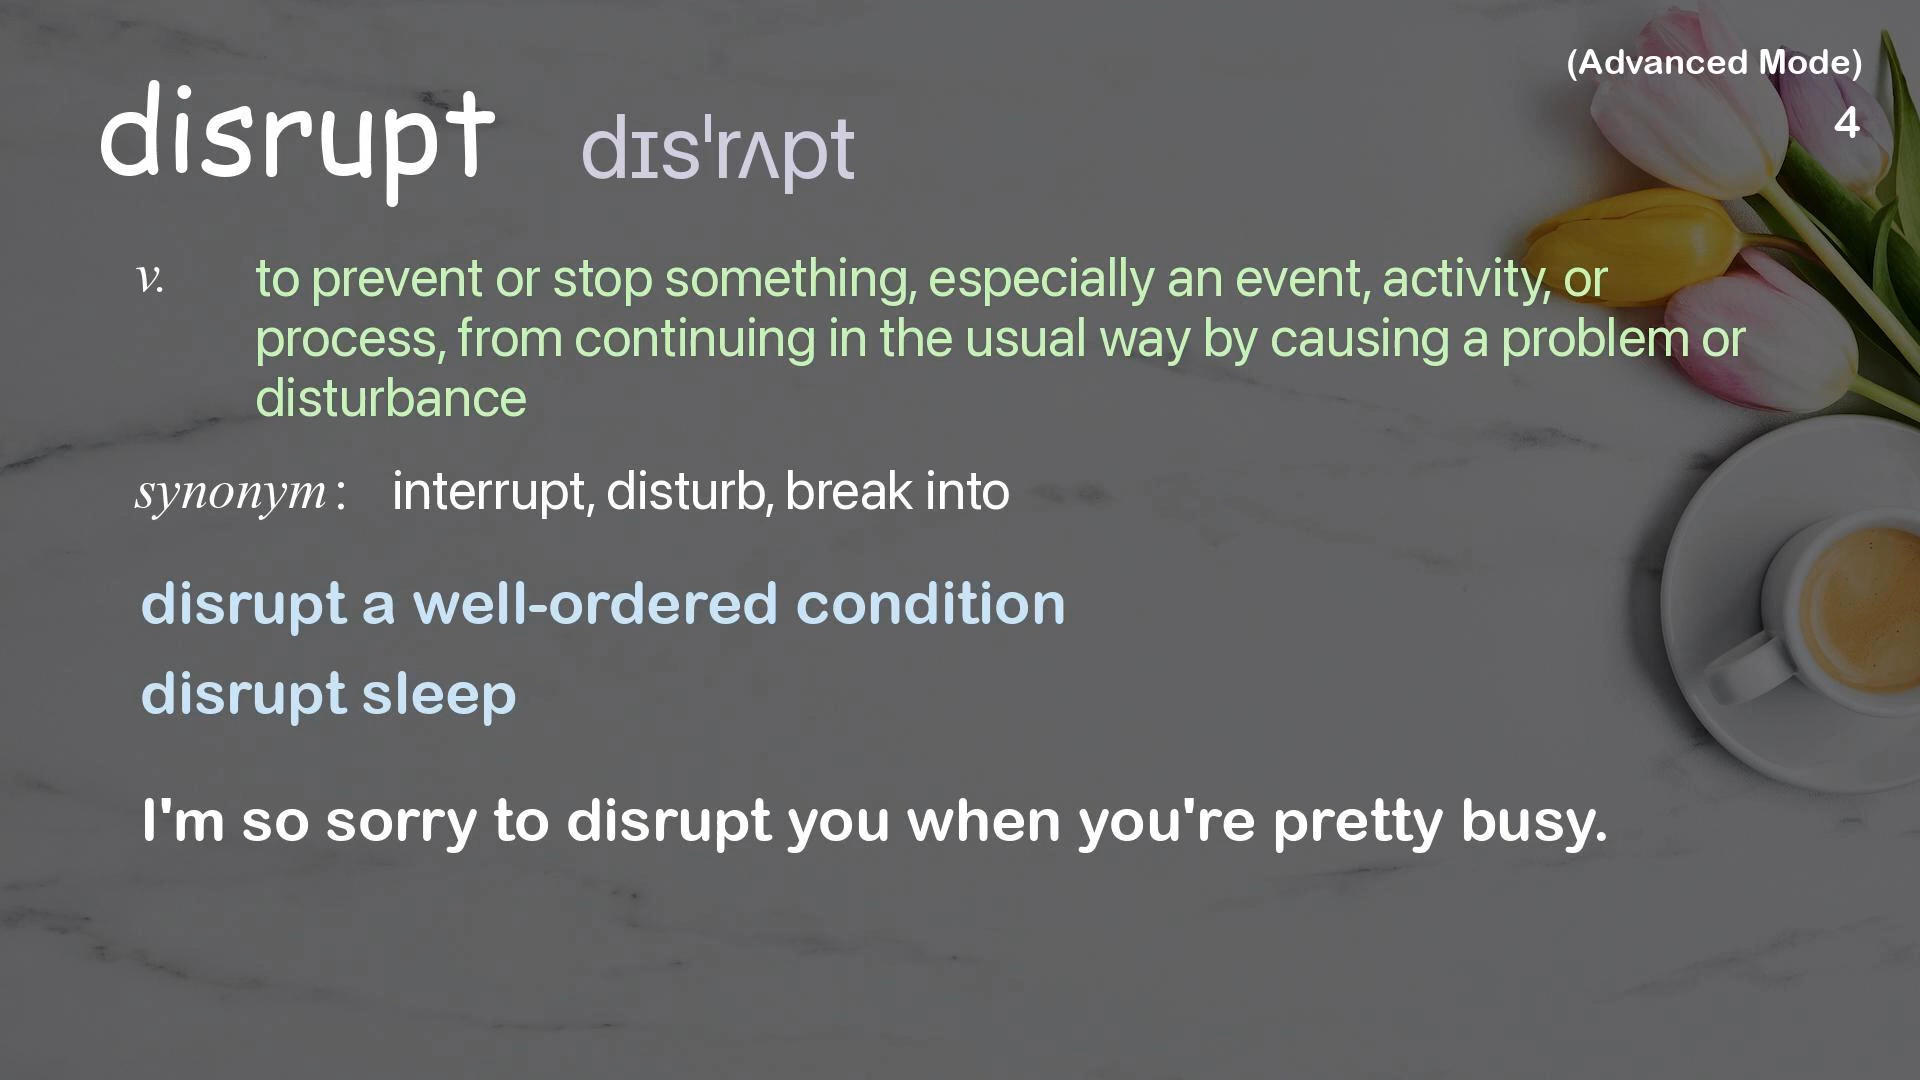 (Advanced Mode)
disrupt dɪsˈrʌpt
4
v. to prevent or stop something, especially an event, activity, or
process, from continuing in the usual way by causing a problem or
disturbance
synonym: interrupt, disturb, break into
disrupt a well-ordered condition
disrupt sleep
I'm so sorry to disrupt you when you're pretty busy.